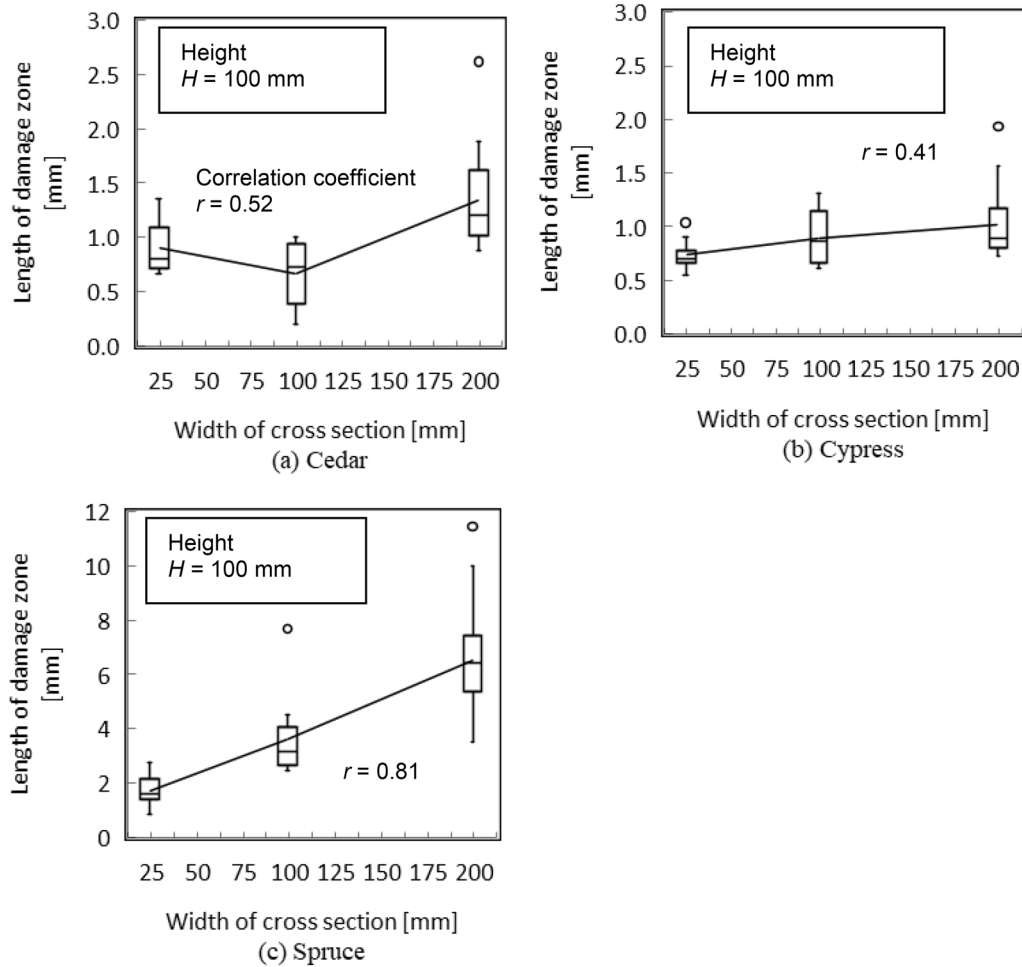 3.0
2.5
2.0
1.5
1.0
0.5
0.0
Length of damage zone
[mm]
Height
H = 100 mm
Correlation coefficient
r = 0.52
25 50 75 100 125 150 175 200
Width of cross section [mm]
(a) Cedar
3.0
2.5
2.0
1.5
1.0
0.5
0.0
Length of damage zone
[mm]
Height
H = 100 mm
r = 0.41
25 50 75 100 125 150 175 200
Width of cross section [mm]
(b) Cypress
12
10
8
6
4
2
0
Length of damage zone
[mm]
Height
H = 100 mm
r = 0.81
25 50 75 100 125 150 175 200
Width of cross section [mm]
(c) Spruce